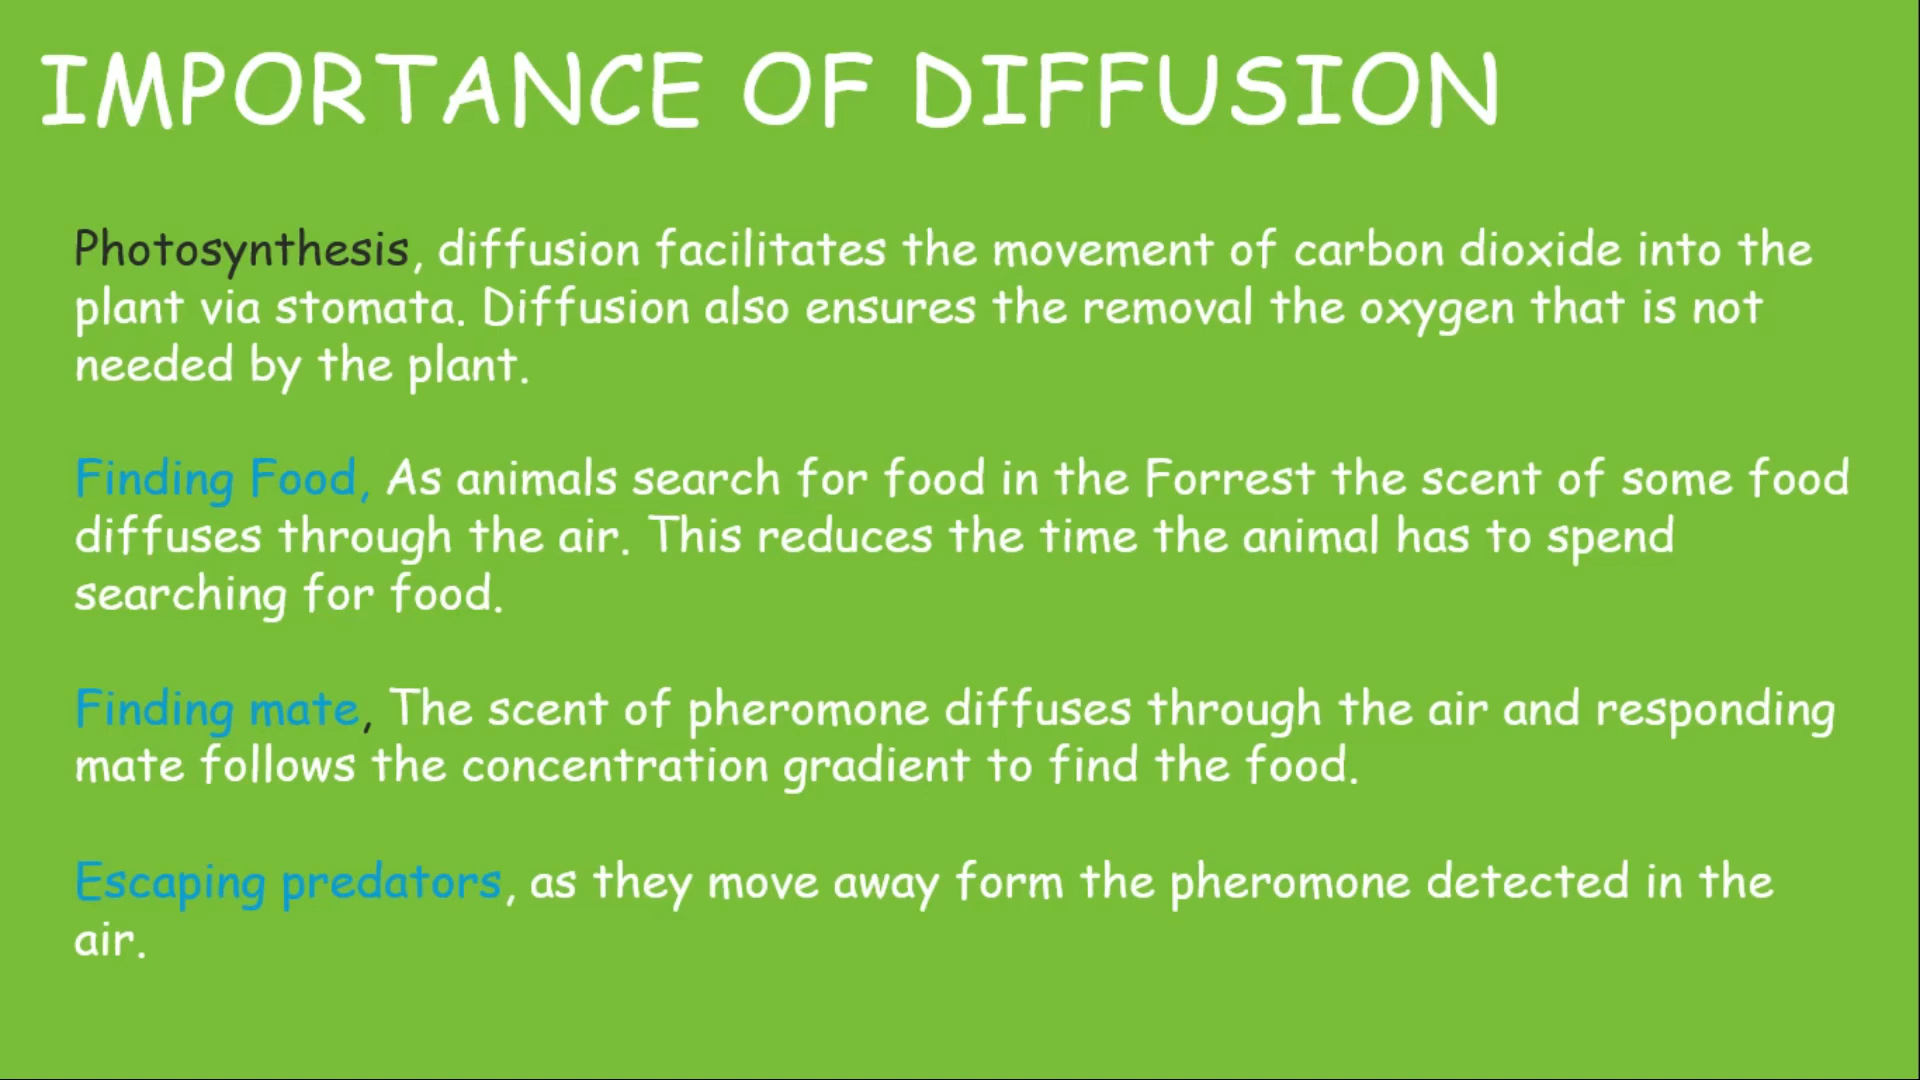 IMPORTANCE OF DIFFUSION
Photosynthesis, diffusion facilitates the movement of carbon dioxide into the
plant via stomata. Diffusion also ensures the removal the oxygen that is not
needed by the plant.
Finding Food, As animals search for food in the Forrest the scent of some food
diffuses through the air. This reduces the time the animal has to spend
searching for food.
Finding mate, The scent of pheromone diffuses through the air and responding
mate follows the concentration gradient to find the food.
Escaping predators, as they move away form the pheromone detected in the
air.